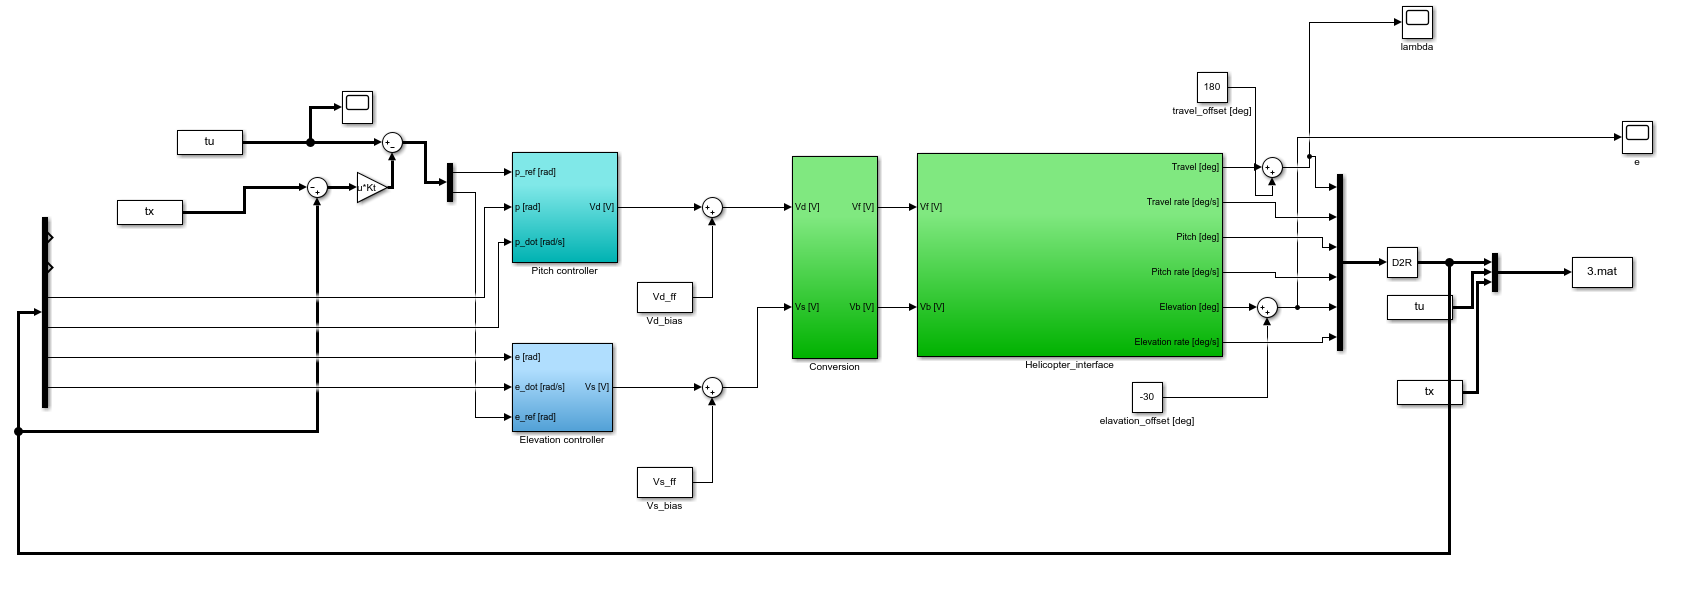 lambda
180
travel_offset [deg]
e
tu
+
−
−
+
u*Kt
tx
p_ref [rad]
p [rad]
Vd [V]
p_dot [rad/s]
Pitch controller
+
+
Vd_ff
Vd_bias
Vd [V]
Vf [V]
Vs [V]
Vb [V]
Conversion
Vf [V]
Vb [V]
Travel [deg]
Travel rate [deg/s]
Pitch [deg]
Pitch rate [deg/s]
Elevation [deg]
Elevation rate [deg/s]
Helicopter_interface
+
+
+
+
-30
elavation_offset [deg]
D2R
tu
tx
3.mat
e [rad]
e_dot [rad/s]
Vs [V]
e_ref [rad]
Elevation controller
+
+
Vs_ff
Vs_bias